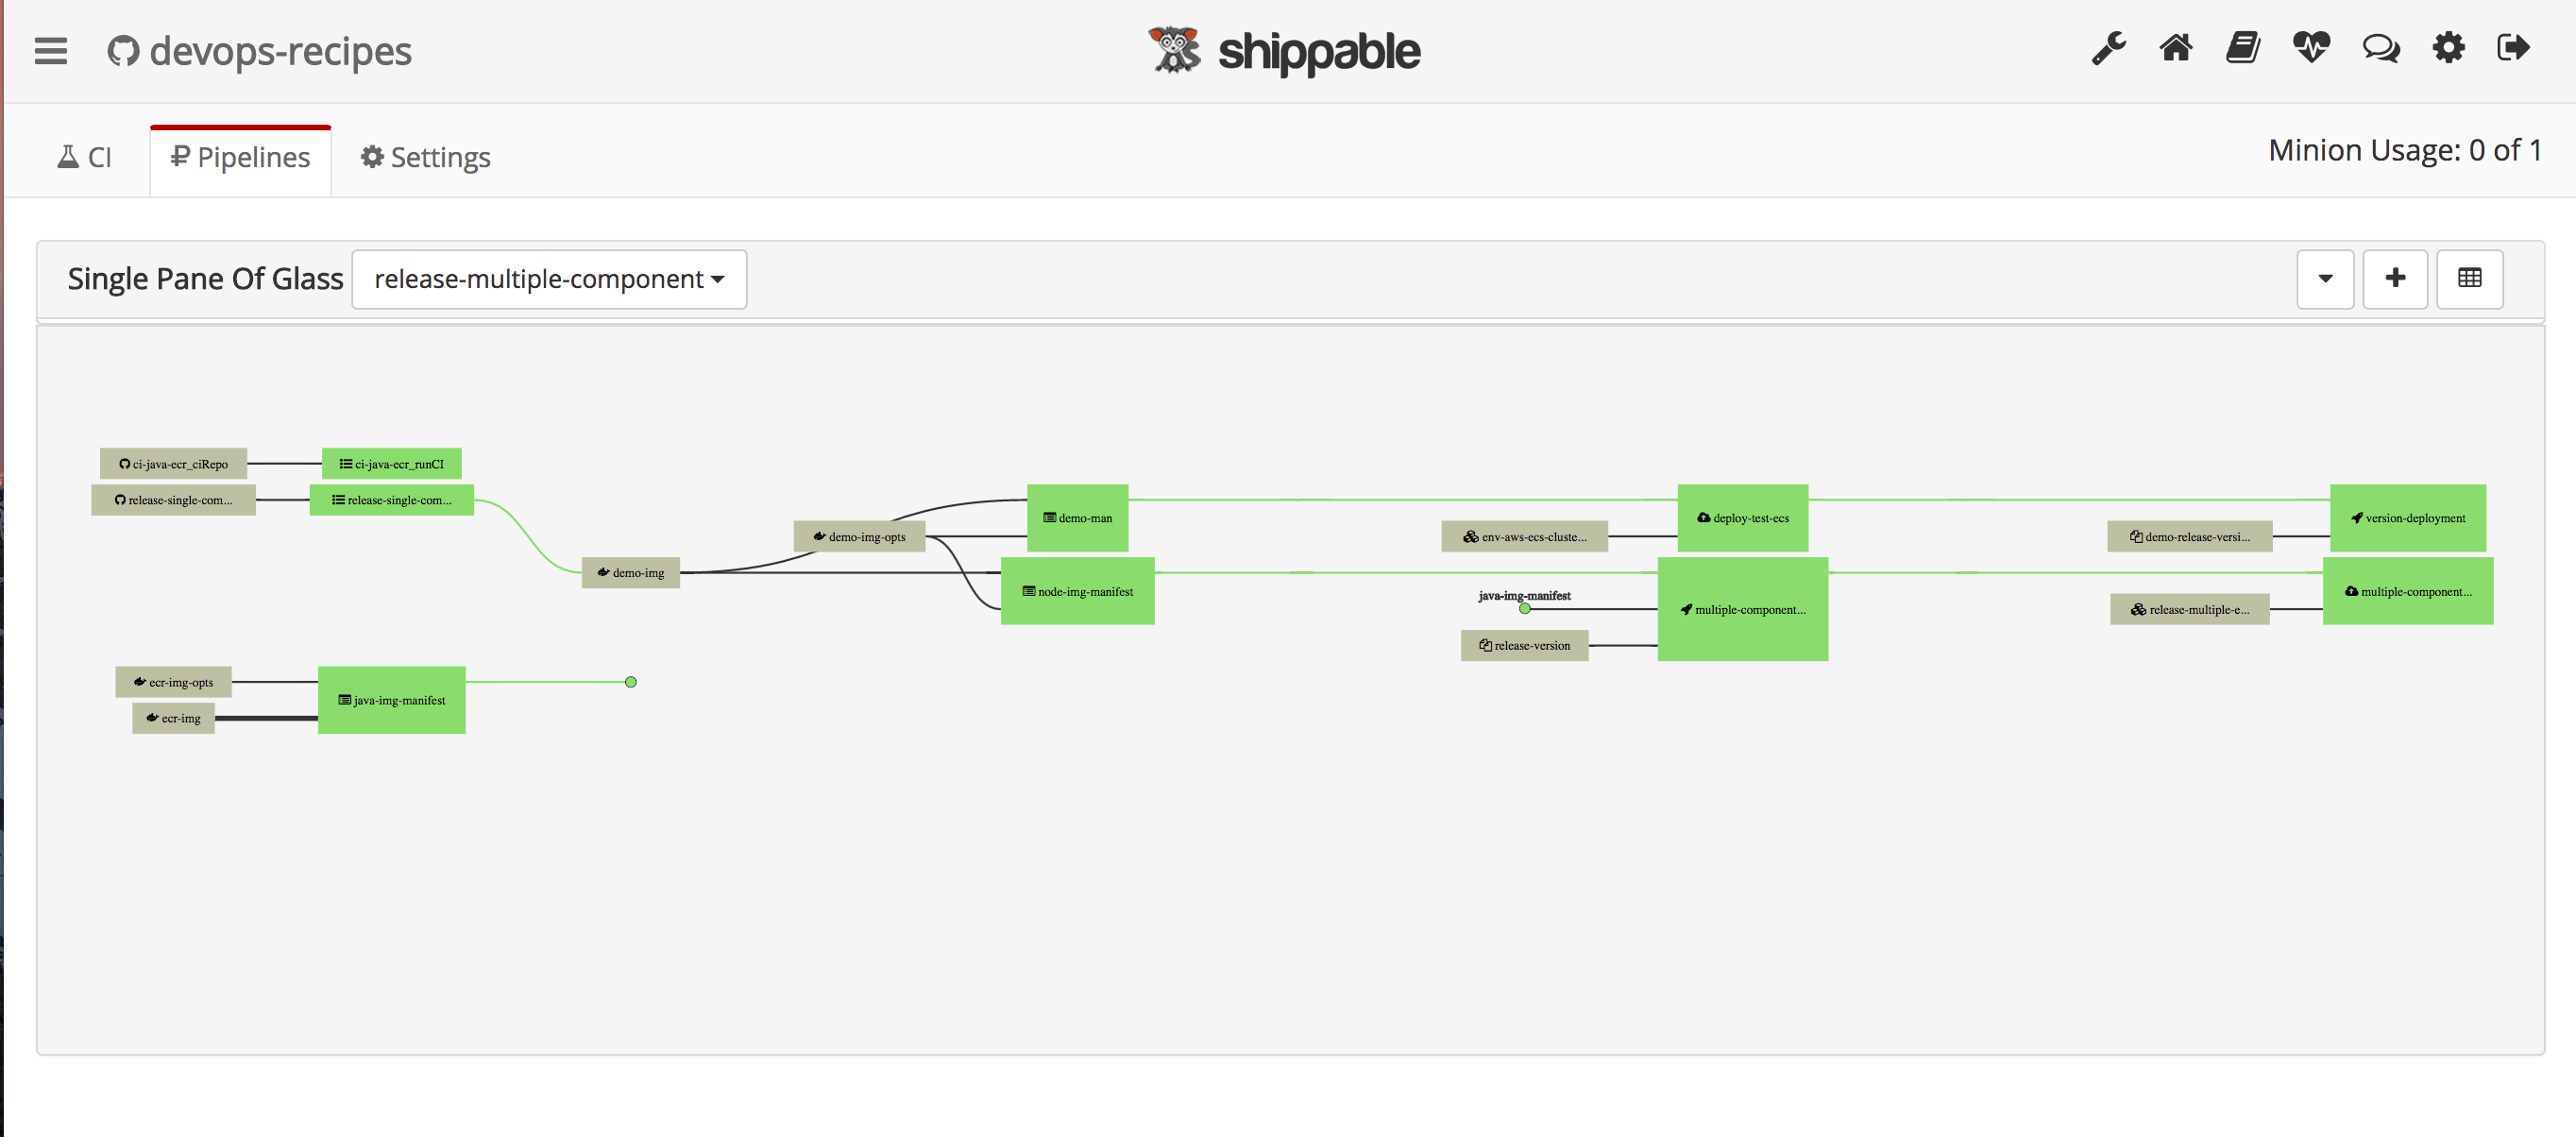 devops-recipes
shippable
CI
Pipelines
Settings
Minion Usage: 0 of 1
Single Pane Of Glass
release-multiple-component
ci-java-ecr_ciRepo
ci-java-ecr_runCI
release-single-com...
release-single-com...
demo-img
demo-img-opts
demo-man
node-img-manifest
env-aws-ecs-cluste...
deploy-test-ecs
java-img-manifest
multiple-component...
release-version
demo-release-versi...
version-deployment
release-multiple-e...
multiple-component...
ecr-img-opts
ecr-img
java-img-manifest